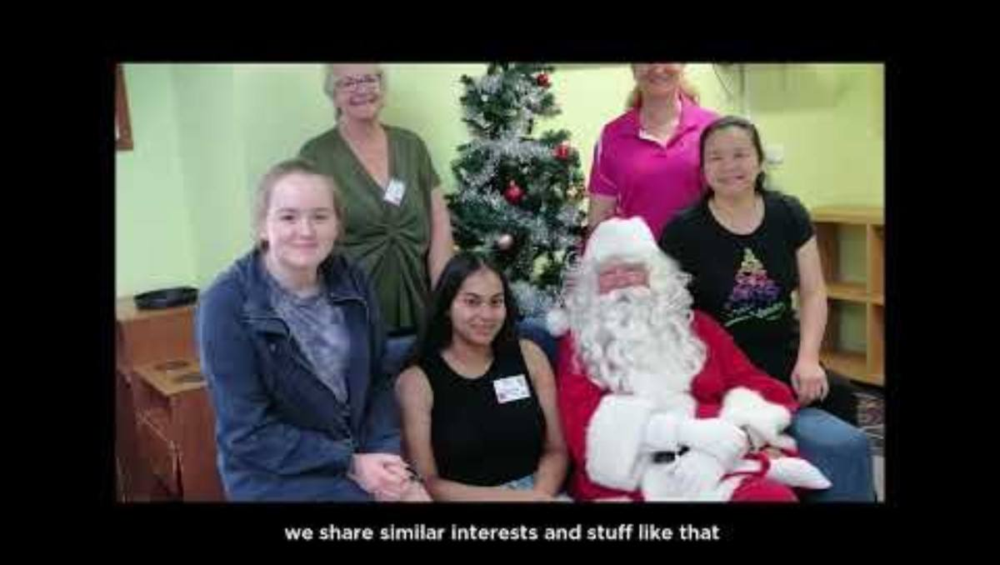 we share similar interests and stuff like that